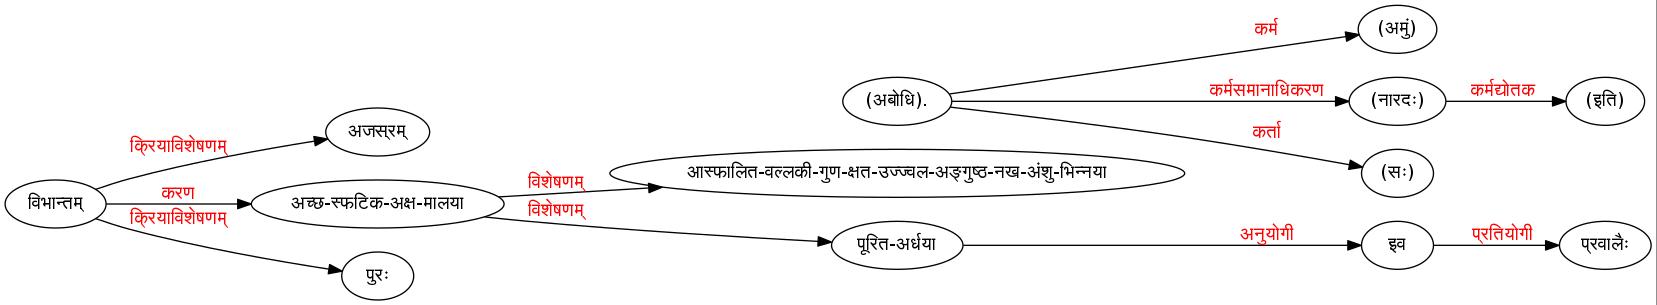 (अमुं)
कर्म
(अबोधि).
कर्मसमानाधिकरण
(नारदः)
कर्मद्योतक
(इति)
कर्ता
(सः)
अजस्रम्
क्रियाविशेषणम्
विभान्तम्
करण
अच्छ-स्फटिक-अक्ष-मालया
विशेषणम्
आस्फालित-वल्लकी-गुण-क्षत-उज्ज्वल-अङ्गुष्ठ-नख-अंशु-भिन्नया
क्रियाविशेषणम्
विशेषणम्
पूरित-अर्धया
अनुयोगी
इव
प्रतियोगी
प्रवालैः
पुरः